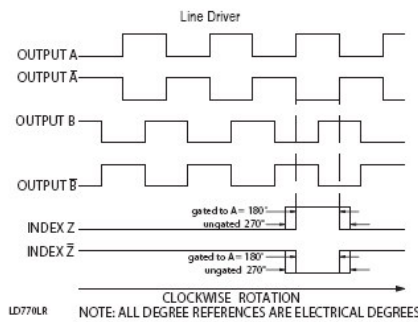 Line Driver
OUTPUT A
OUTPUT A̅
OUTPUT B
OUTPUT B̅
gated to A = 180°
ungated 270°
INDEX Z
INDEX Z̅
gated to A = 180°
ungated 270°
CLOCKWISE ROTATION
LD770LR
NOTE: ALL DEGREE REFERENCES ARE ELECTRICAL DEGREES